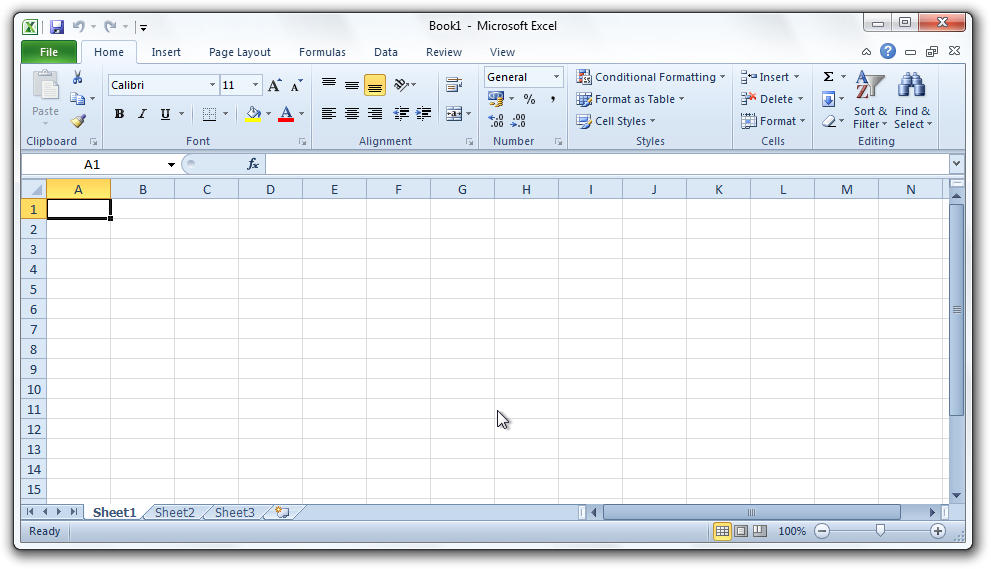 Book1 - Microsoft Excel
File Home Insert Page Layout Formulas Data Review View
Calibri 11 General Conditional Formatting Insert Σ
Paste B I U A % , Format as Table Delete Sort & Find &
.00 .00 Cell Styles Format Filter Select
Clipboard Font Alignment Number Styles Cells Editing
A1 fx
A B C D E F G H I J K L M N
1
2
3
4
5
6
7
8
9
10
11
12
13
14
15
Sheet1 Sheet2 Sheet3
Ready 100%